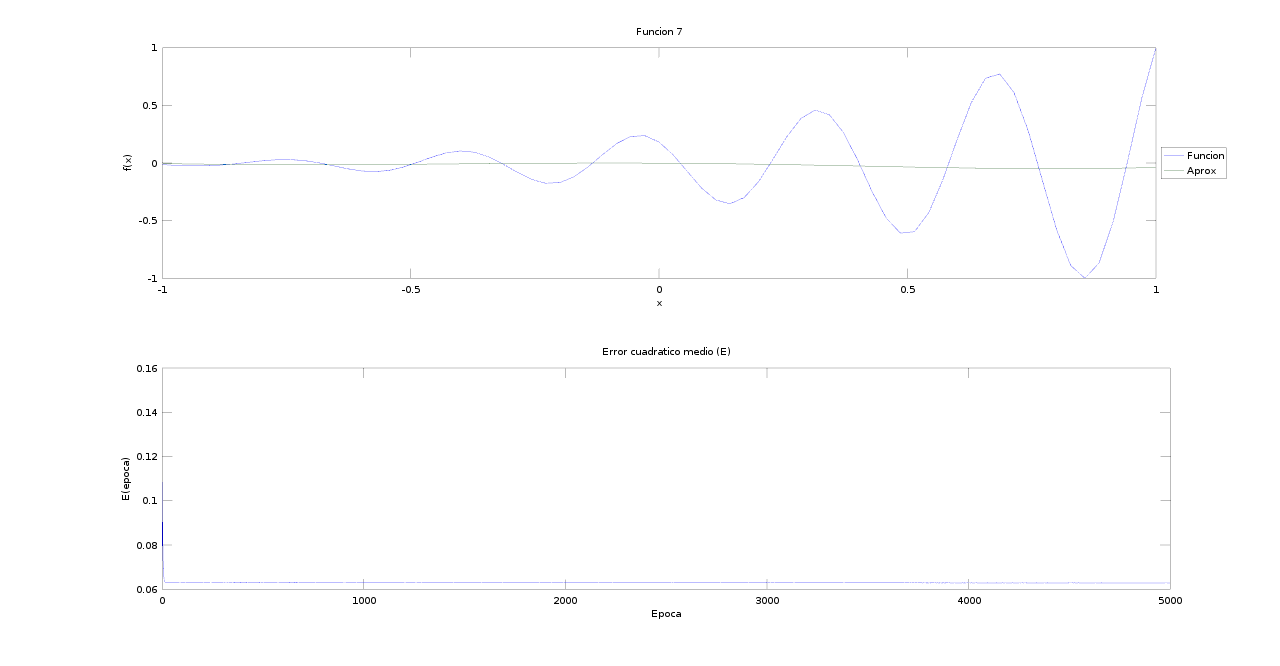 Funcion 7
1
0.5
0
-0.5
-1
f(x)
-1 -0.5 0 0.5 1
x
Funcion
Aprox
Error cuadratico medio (E)
0.16
0.14
0.12
0.1
0.08
0.06
E(epoca)
0 1000 2000 3000 4000 5000
Epoca